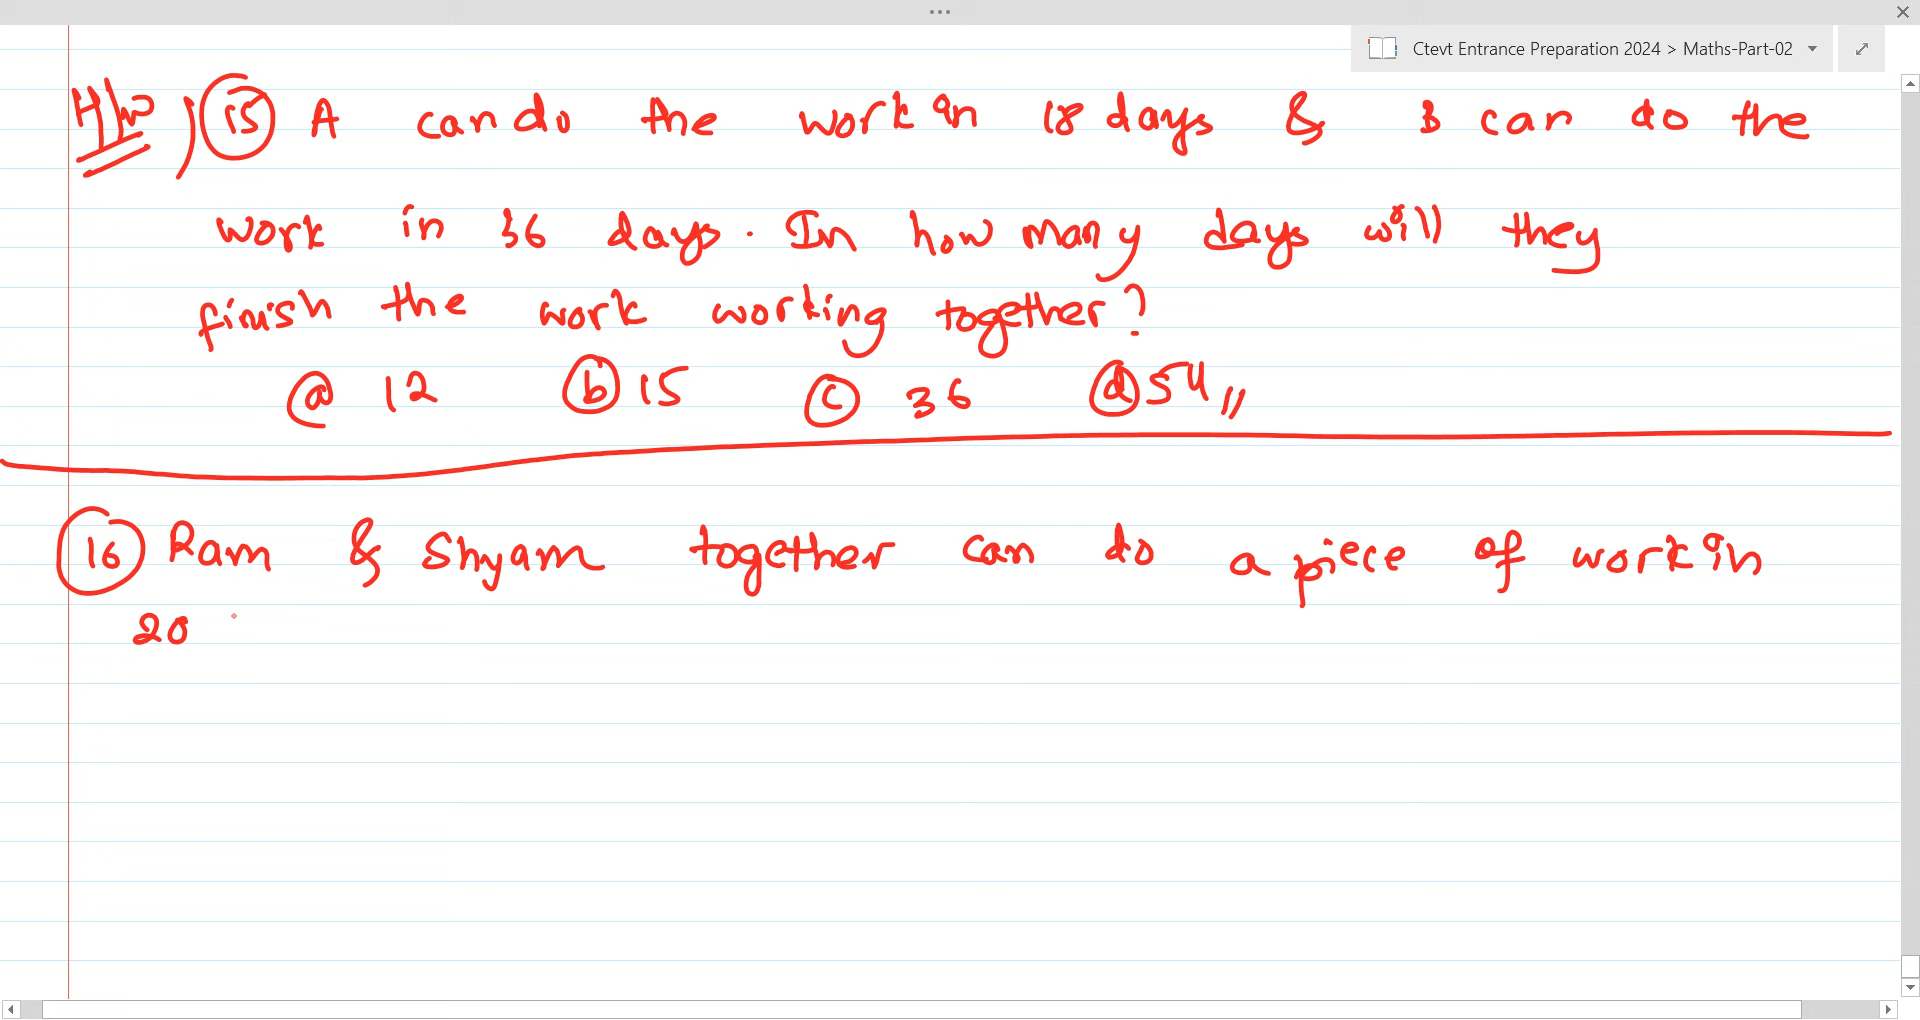 Ctevt Entrance Preparation 2024 > Maths-Part-02
H/W) 15 A can do the work in 18 days & B can do the
work in 36 days. In how many days will they
finish the work working together?
a 12 b 15 c 36 d 54
16 Ram & Shyam together can do a piece of work in
20